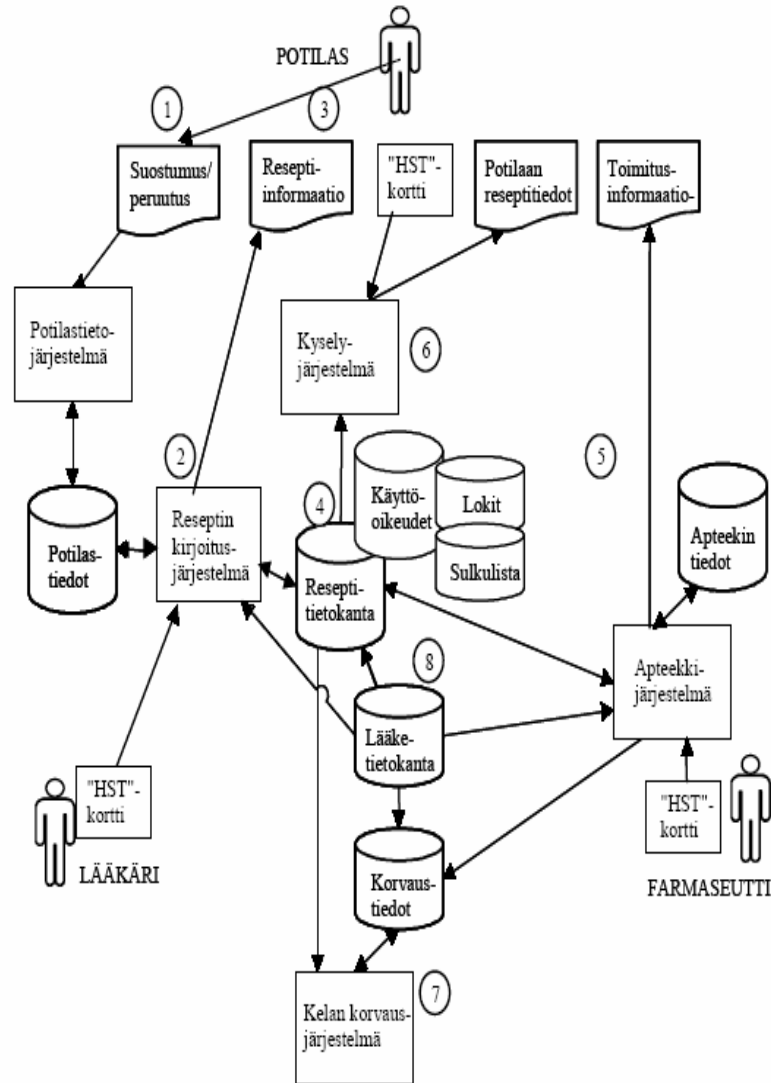 POTILAS
1
3
Suostumus/
peruutus
Resepti-
informaatio
"HST"-
kortti
Potilaan
reseptitiedot
Toimitus-
informaatio-
Potilastieto-
järjestelmä
Kysely-
järjestelmä
6
2
4
5
Käyttö-
oikeudet
Lokit
Sulkulista
Potilas-
tiedot
Reseptin
kirjoitus-
järjestelmä
Resepti-
tietokanta
Apteekin
tiedot
8
Apteekki-
järjestelmä
Lääke-
tietokanta
"HST"-
kortti
LÄÄKÄRI
"HST"-
kortti
FARMASEUTTI
Korvaus-
tiedot
7
Kelan korvaus-
järjestelmä